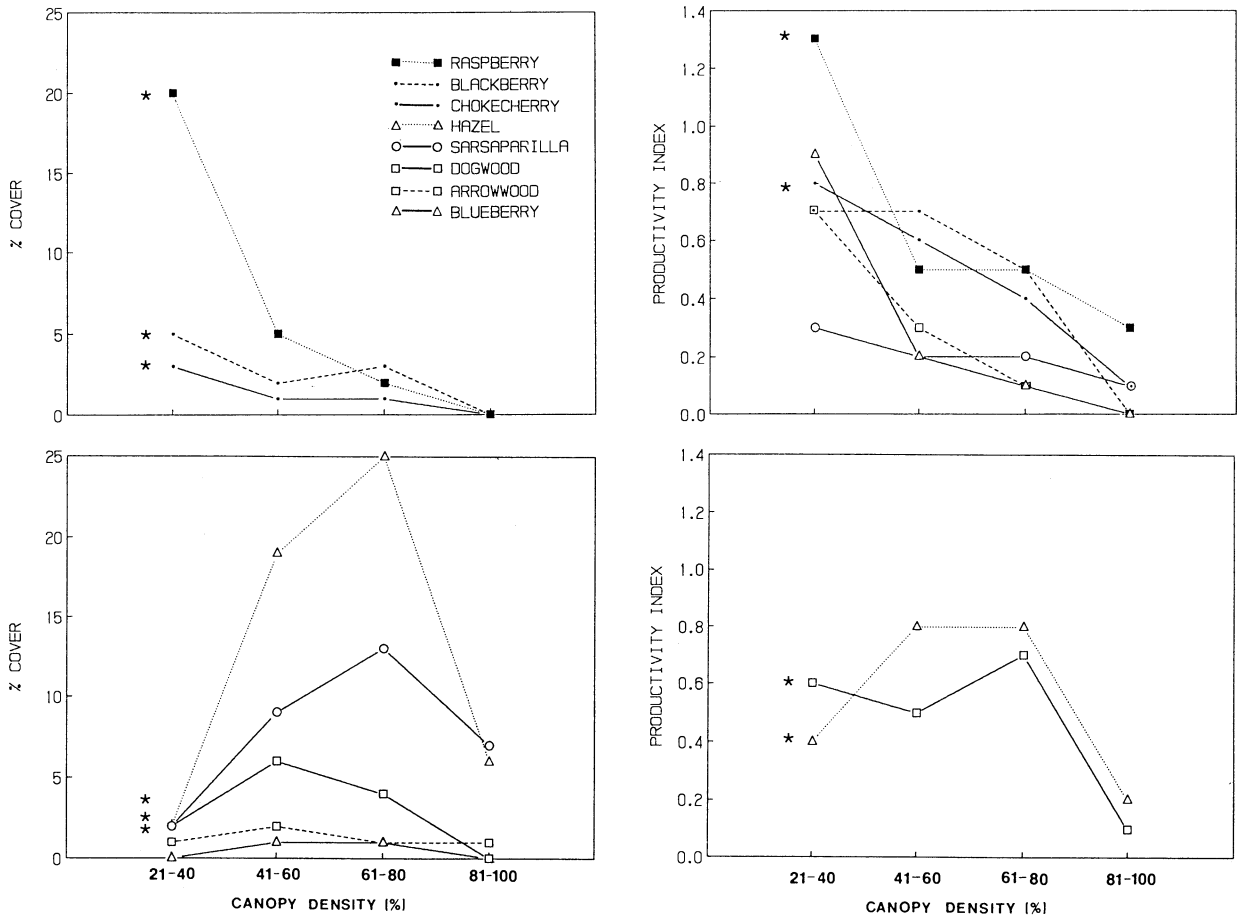 25
20
15
10
5
0
% COVER
*
*
*
RASPBERRY
BLACKBERRY
CHOKECHERRY
HAZEL
SARSAPARILLA
DOGWOOD
ARROWWOOD
BLUEBERRY
1.4
1.2
1.0
0.8
0.6
0.4
0.2
0.0
PRODUCTIVITY INDEX
*
*
25
20
15
10
5
0
% COVER
*
*
*
21-40 41-60 61-80 81-100
CANOPY DENSITY (%)
1.4
1.2
1.0
0.8
0.6
0.4
0.2
0.0
PRODUCTIVITY INDEX
*
*
21-40 41-60 61-80 81-100
CANOPY DENSITY (%)